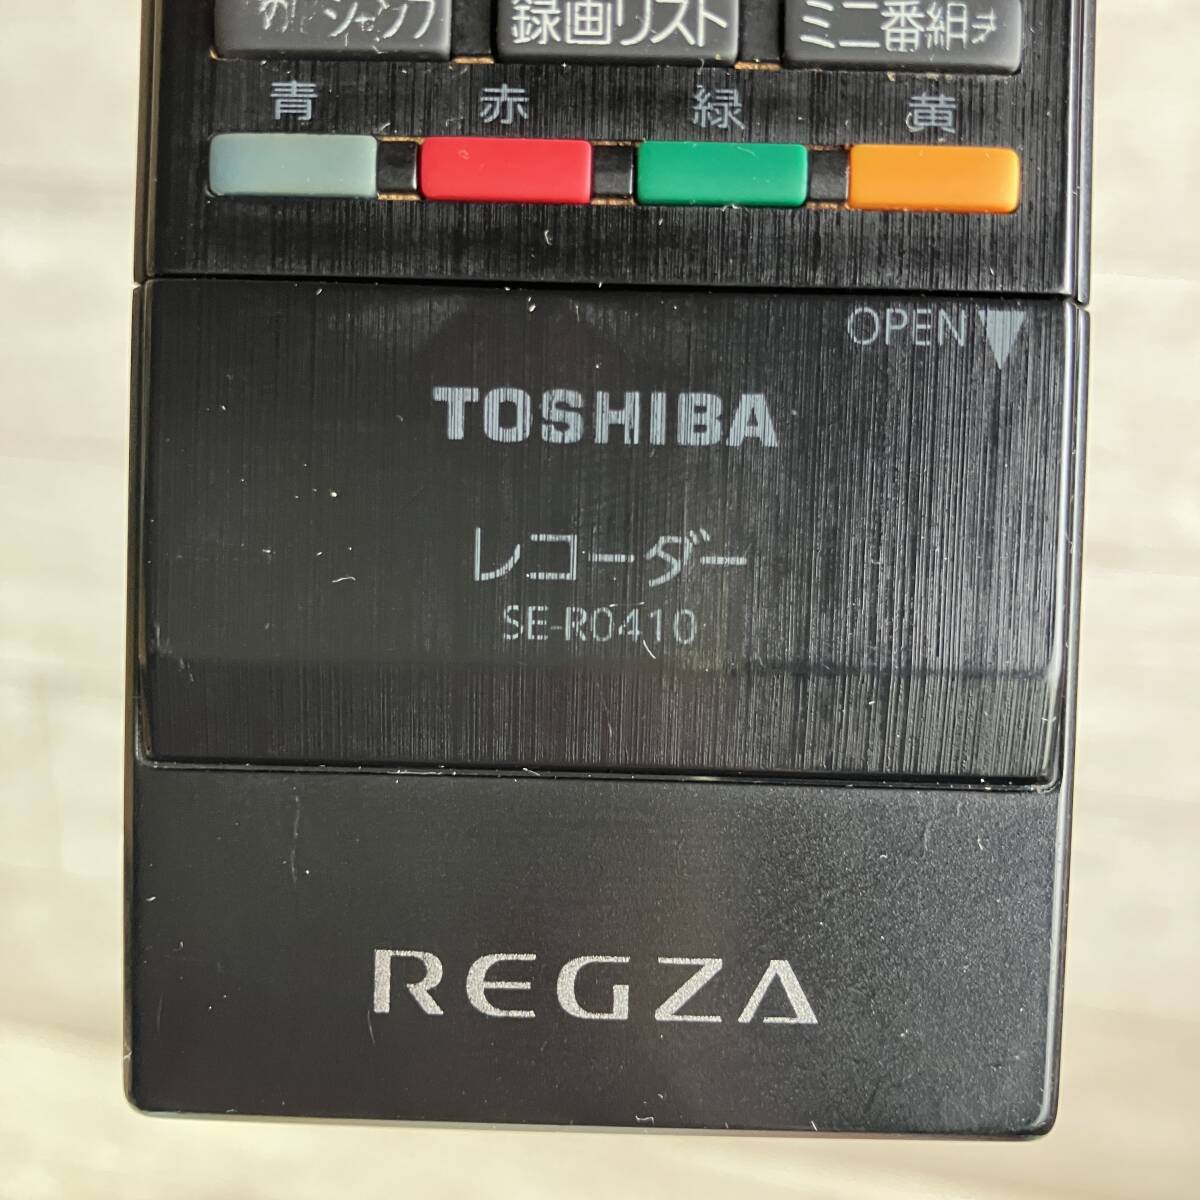 録画リスト
ミニ番組
青 赤 緑 黄
OPEN
TOSHIBA
レコーダー
SE-R0410
REGZA